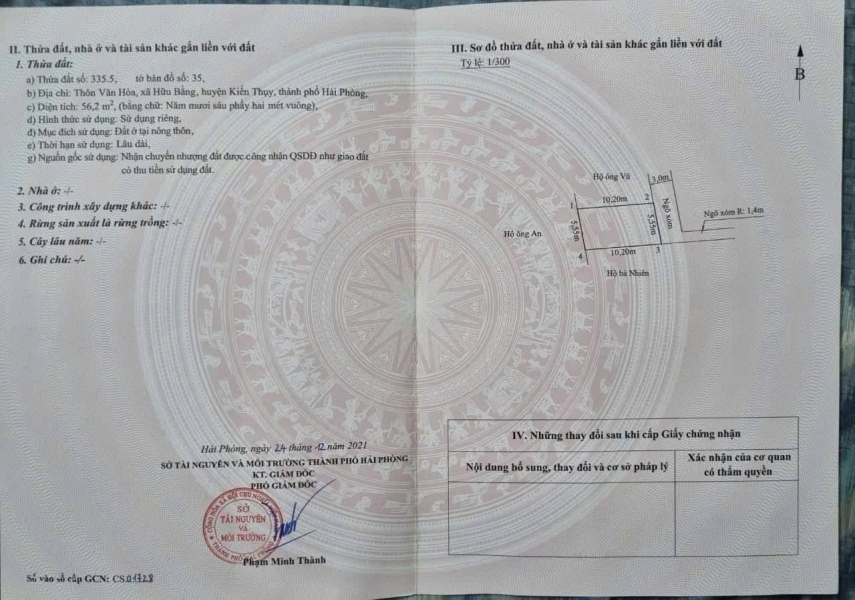 II. Thửa đất, nhà ở và tài sản khác gắn liền với đất
1. Thửa đất:
a) Thửa đất số: 335.5, tờ bản đồ số: 35,
b) Địa chỉ: Thôn Văn Hòa, xã Hữu Bằng, huyện Kiến Thụy, thành phố Hải Phòng,
c) Diện tích: 56,2 m², (bằng chữ: Năm mươi sáu phẩy hai mét vuông),
d) Hình thức sử dụng: Sử dụng riêng,
đ) Mục đích sử dụng: Đất ở tại nông thôn,
e) Thời hạn sử dụng: Lâu dài,
g) Nguồn gốc sử dụng: Nhận chuyển nhượng đất được công nhận QSDĐ như giao đất
có thu tiền sử dụng đất.
2. Nhà ở: -/-
3. Công trình xây dựng khác: -/-
4. Rừng sản xuất là rừng trồng: -/-
5. Cây lâu năm: -/-
6. Ghi chú: -/-
Hải Phòng, ngày 24 tháng 12 năm 2021
SỞ TÀI NGUYÊN VÀ MÔI TRƯỜNG THÀNH PHỐ HẢI PHÒNG
KT. GIÁM ĐỐC
PHÓ GIÁM ĐỐC
SỞ
TÀI NGUYÊN
VÀ
MÔI TRƯỜNG
THÀNH PHỐ HẢI PHÒNG
Phạm Minh Thành
Số vào sổ cấp GCN: CS 01728
III. Sơ đồ thửa đất, nhà ở và tài sản khác gắn liền với đất
Tỷ lệ: 1/300
B
Hộ ông Vũ
3,0m
1
10,20m
2
5,55m
5,55m
Ngõ xóm
Ngõ xóm R: 1,4m
Hộ ông An
4
10,20m
3
Hộ bà Nhiên
IV. Những thay đổi sau khi cấp Giấy chứng nhận
Nội dung bổ sung, thay đổi và cơ sở pháp lý
Xác nhận của cơ quan
có thẩm quyền